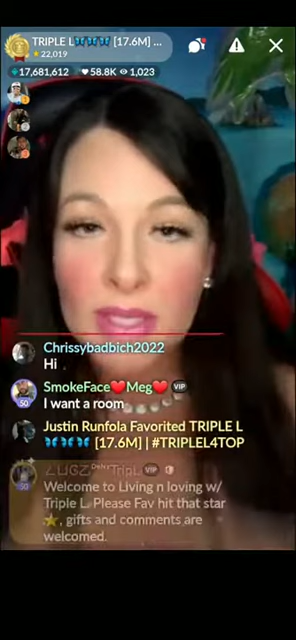 TRIPLE L🦋🦋🦋 [17.6M] ...
⭐ 22,019
17,681,612 ❤ 58.8K 1,023
Chrissybadbich2022
Hi
SmokeFace❤️Meg❤️ VIP
50 I want a room
Justin Runfola Favorited TRIPLE L
🦋🦋🦋 [17.6M] | #TRIPLEL4TOP
VIP
50 Welcome to Living n loving w/
Triple L. Please Fav hit that star
⭐, gifts and comments are
welcomed.